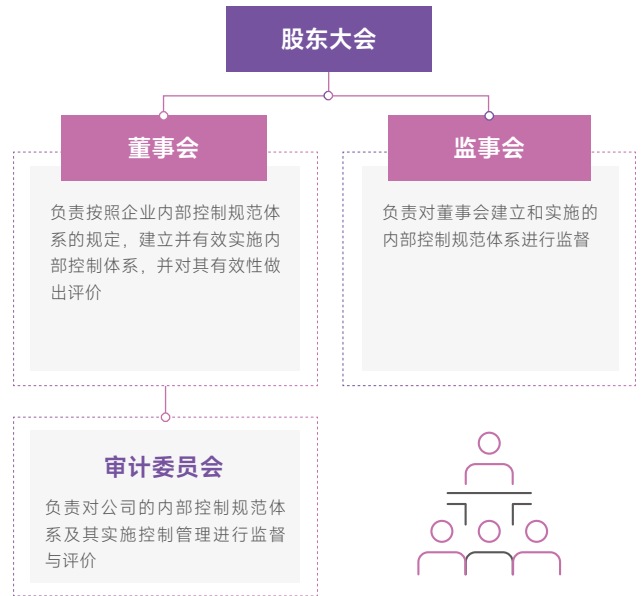 股东大会
董事会
负责按照企业内部控制规范体
系的规定，建立并有效实施内
部控制体系，并对其有效性做
出评价
监事会
负责对董事会建立和实施的
内部控制规范体系进行监督
审计委员会
负责对公司的内部控制规范体
系及其实施控制管理进行监督
与评价